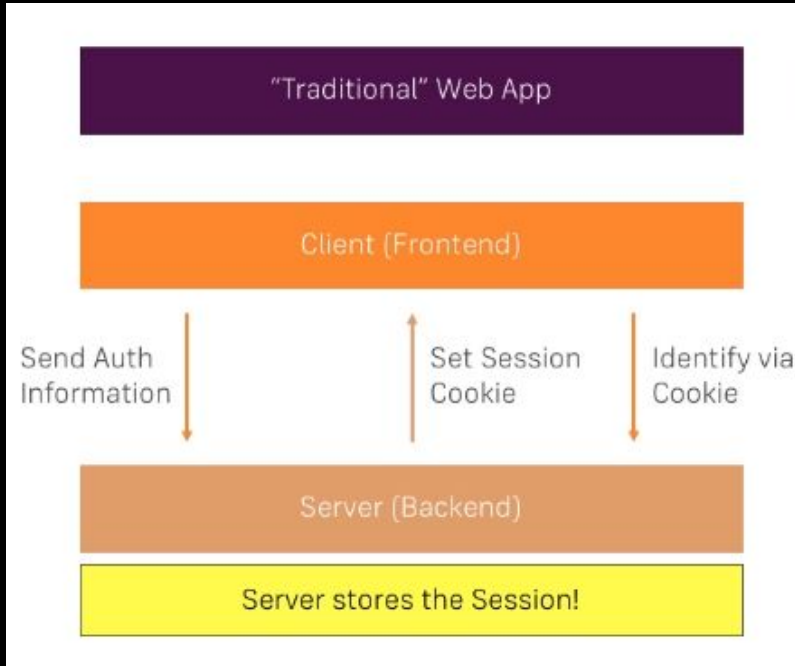 “Traditional” Web App
Client (Frontend)
Send Auth
Information
Set Session
Cookie
Identify via
Cookie
Server (Backend)
Server stores the Session!